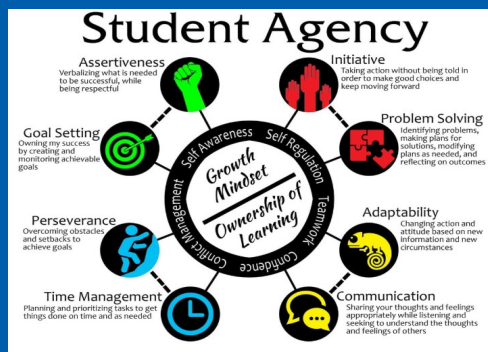 Student Agency
Assertiveness
Verbalizing what is needed
to be successful, while
being respectful
Initiative
Taking action without being told in
order to make good choices and
keep moving forward
Goal Setting
Owning my success
by creating and
monitoring achievable
goals
Problem Solving
Identifying problems,
making plans for
solutions, modifying
plans as needed, and
reflecting on outcomes
Self Awareness
Self Regulation
Teamwork
Confidence
Conflict Management
Growth
Mindset
Ownership of
Learning
Perseverance
Overcoming obstacles
and setbacks to
achieve goals
Adaptability
Changing action and
attitude based on new
information and new
circumstances
Time Management
Planning and prioritizing tasks to get
things done on time and as needed
Communication
Sharing your thoughts and feelings
appropriately while listening and
seeking to understand the thoughts
and feelings of others